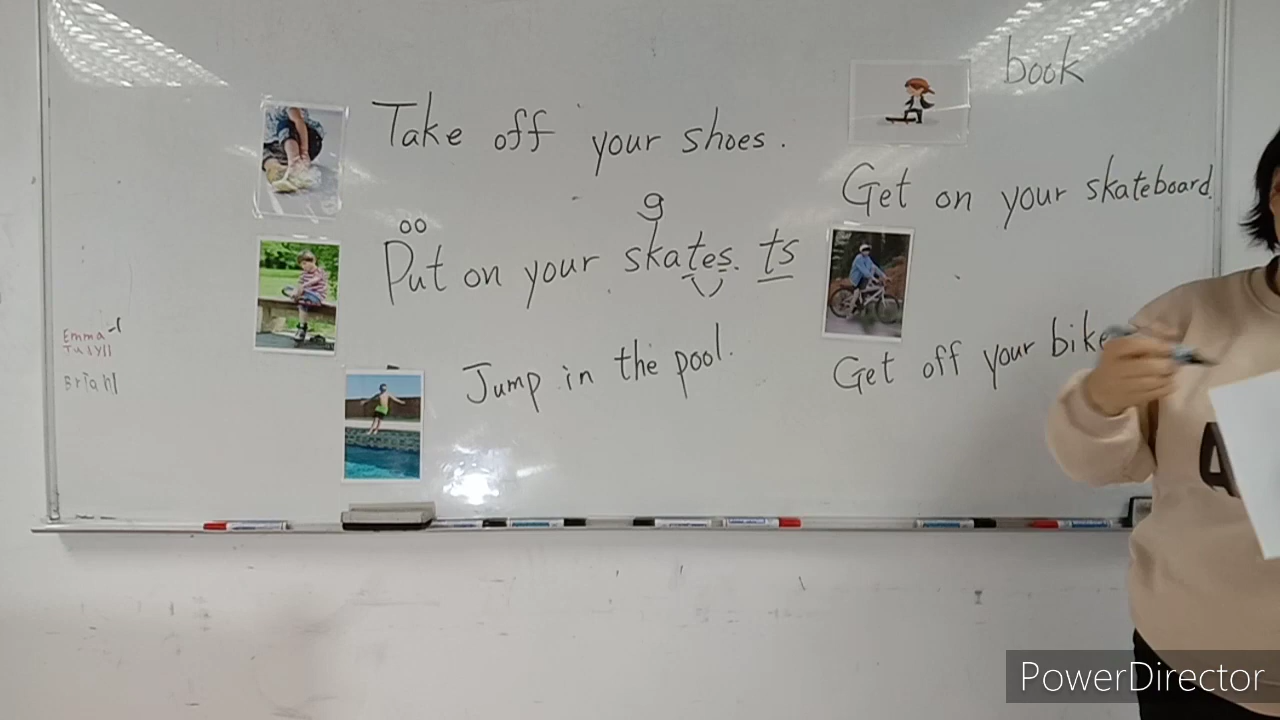 Take off your shoes.
oo
g
Put on your skates. ts
Jump in the pool.
book
Get on your skateboard.
Get off your bike
Emma
Bright
A
PowerDirector